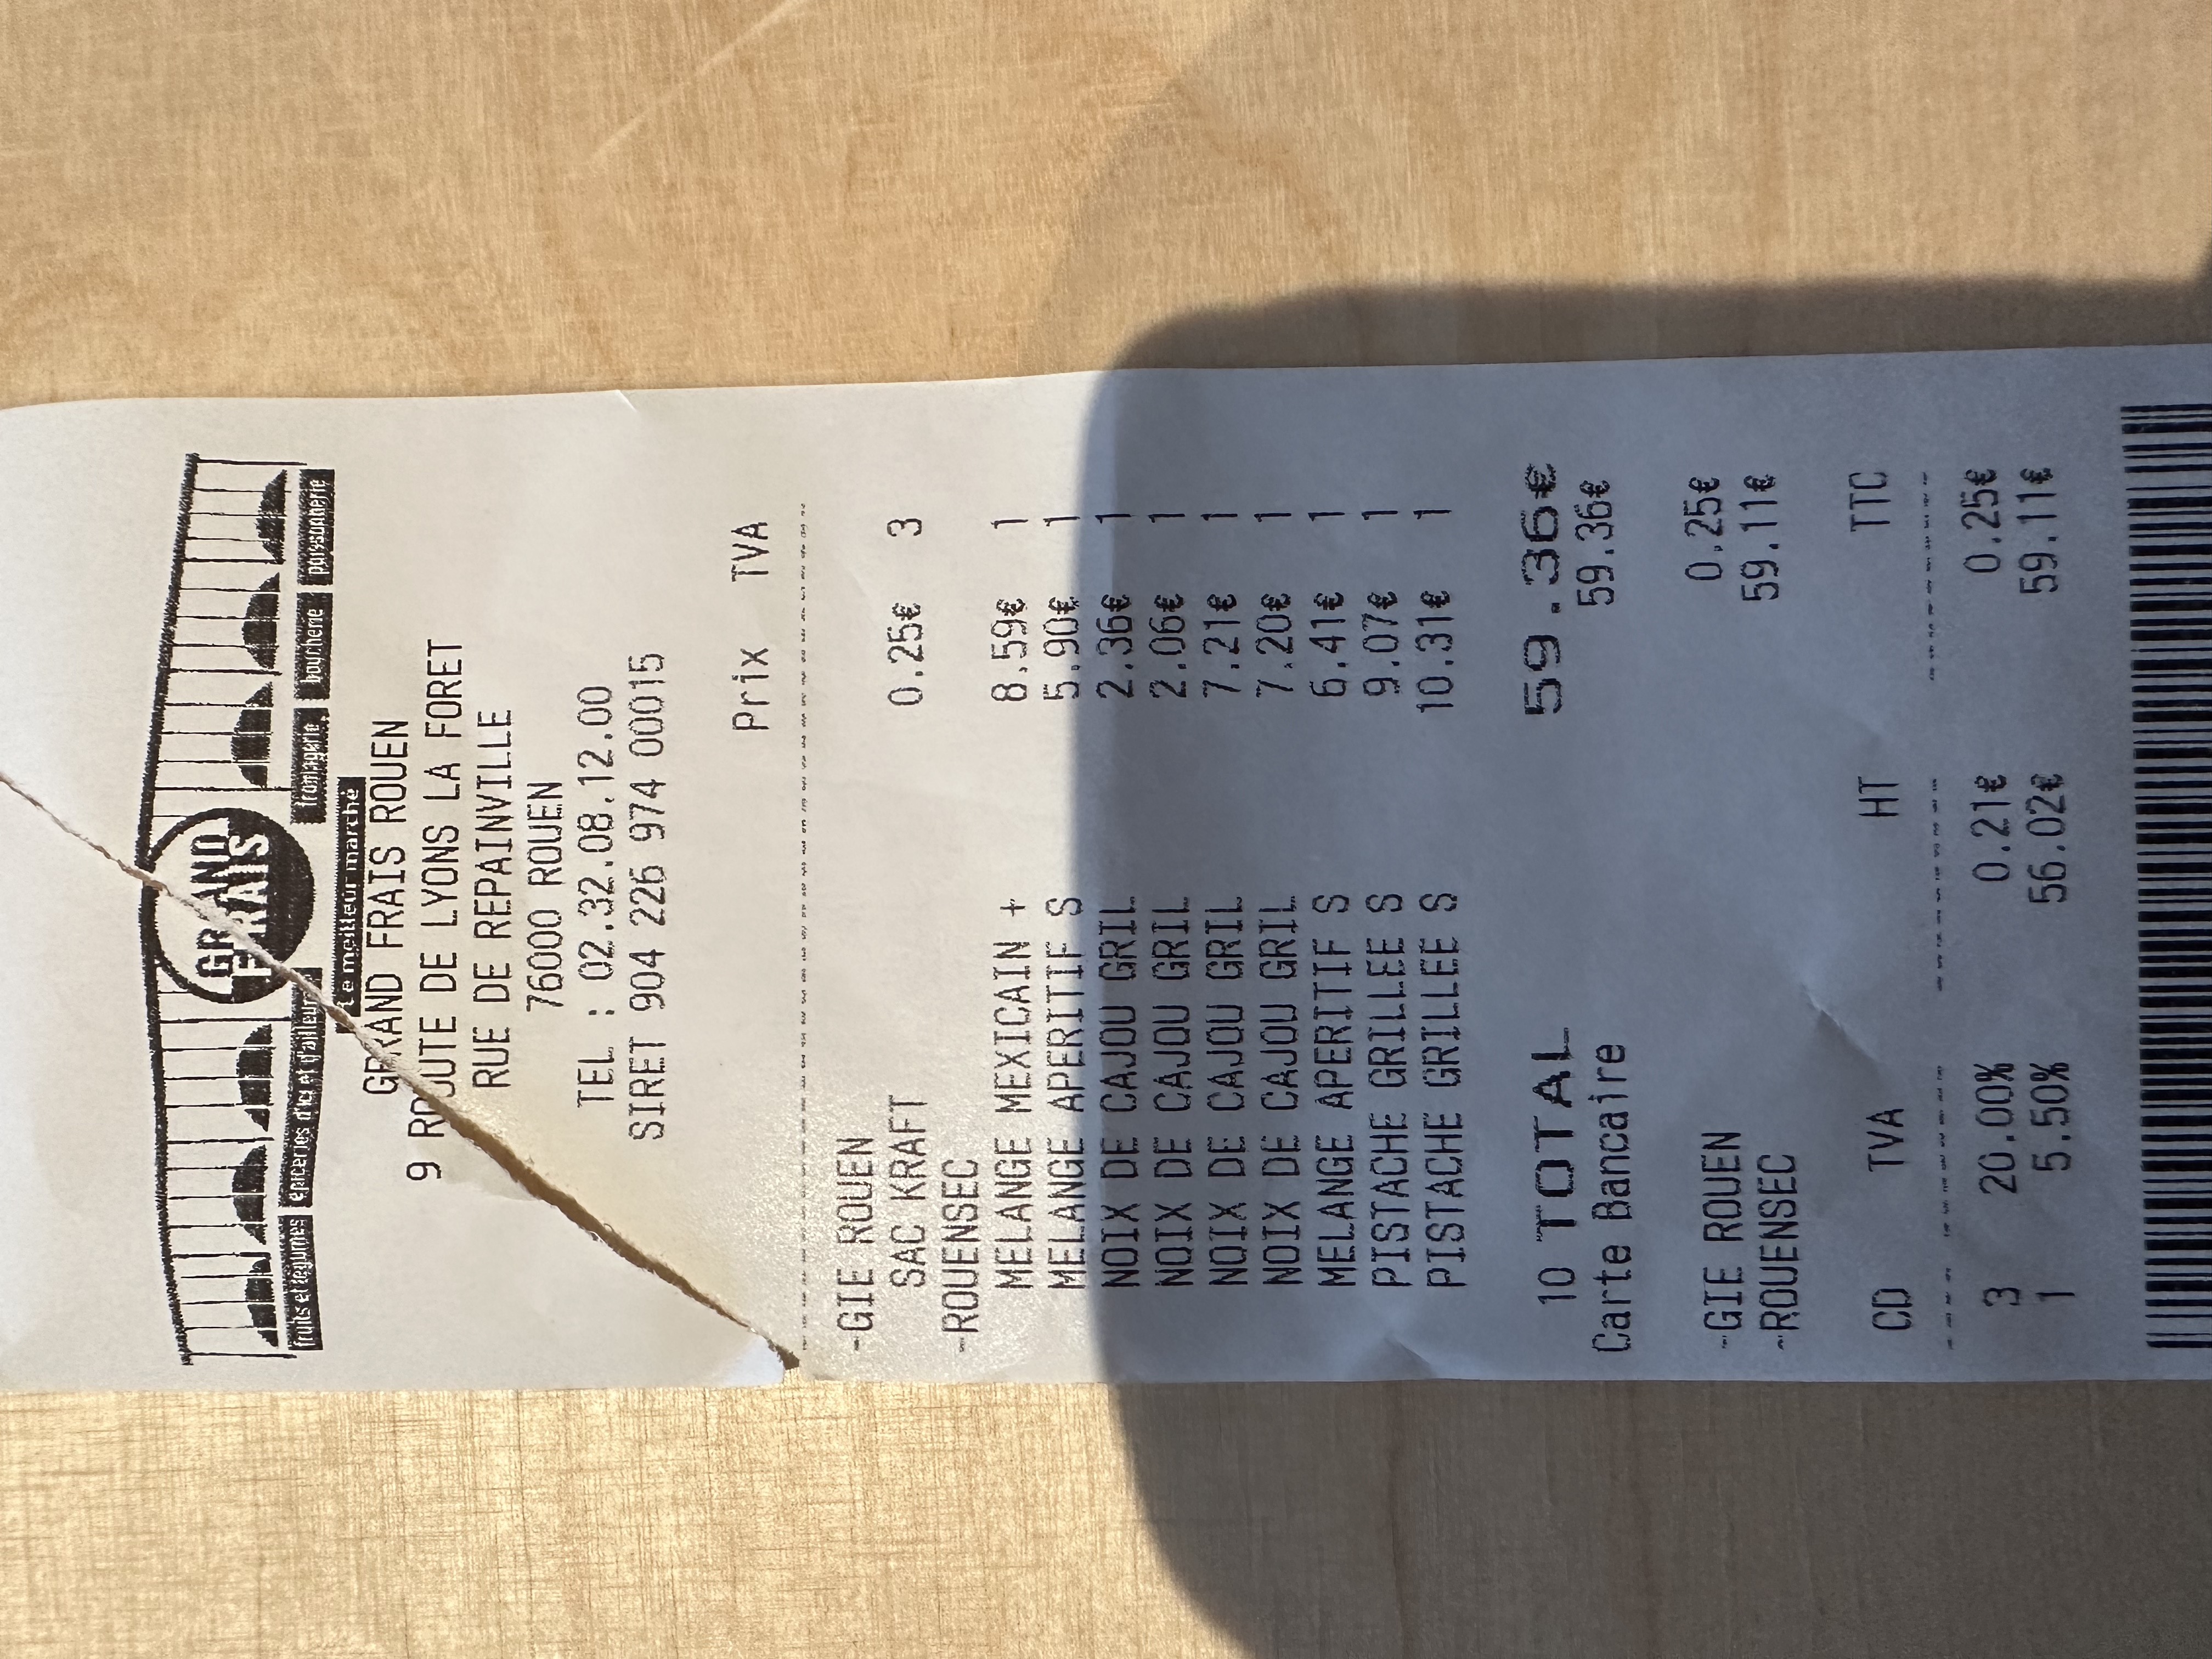 GRAND
FRAIS
fruits et légumes épiceries d'ici et d'ailleurs fromagerie boucherie poissonnerie
Le meilleur marché
GRAND FRAIS ROUEN
9 ROUTE DE LYONS LA FORET
RUE DE REPAINVILLE
76000 ROUEN
TEL : 02.32.08.12.00
SIRET 904 226 974 00015
Prix TVA
-GIE ROUEN
SAC KRAFT 0.25€ 3
-ROUENSEC
MELANGE MEXICAIN + 8.59€ 1
MELANGE APERITIF S 5.90€ 1
NOIX DE CAJOU GRIL 2.36€ 1
NOIX DE CAJOU GRIL 2.06€ 1
NOIX DE CAJOU GRIL 7.21€ 1
NOIX DE CAJOU GRIL 7.20€ 1
MELANGE APERITIF S 6.41€ 1
PISTACHE GRILLEE S 9.07€ 1
PISTACHE GRILLEE S 10.31€ 1
10 TOTAL 59.36€
Carte Bancaire 59.36€
-GIE ROUEN 0.25€
-ROUENSEC 59.11€
CD TVA HT TTC
3 20.00% 0.21€ 0.25€
1 5.50% 56.02€ 59.11€